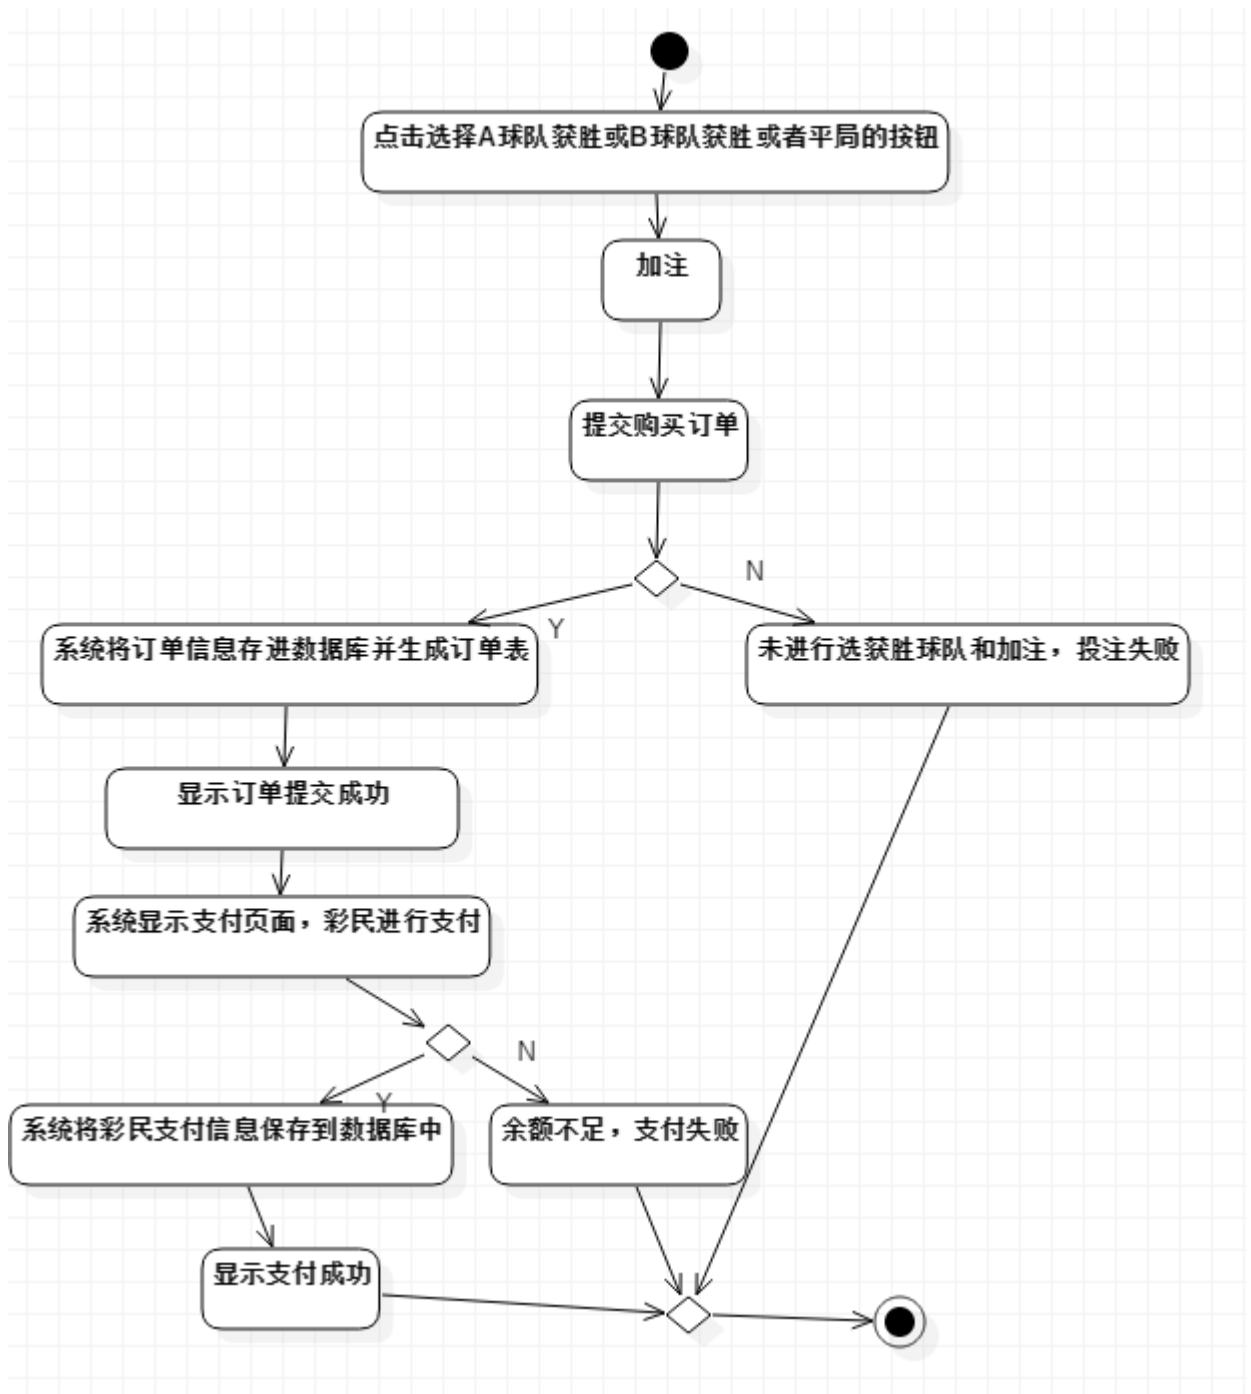 点击选择A球队获胜或B球队获胜或者平局的按钮
加注
提交购买订单
N
Y
系统将订单信息存进数据库并生成订单表
未进行选获胜球队和加注，投注失败
显示订单提交成功
系统显示支付页面，彩民进行支付
N
Y
系统将彩民支付信息保存到数据库中
余额不足，支付失败
显示支付成功